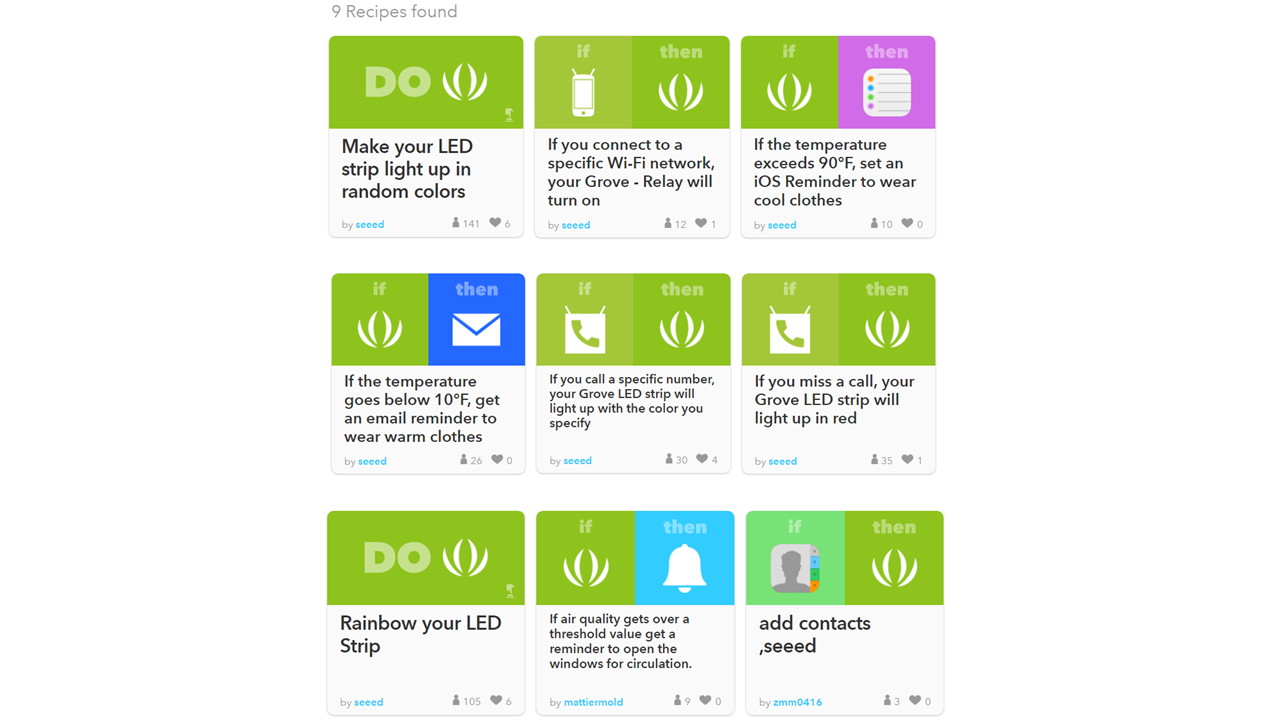 9 Recipes found
DO
if then
if then
Make your LED
strip light up in
random colors
by seeed 141 6
If you connect to a
specific Wi-Fi network,
your Grove - Relay will
turn on
by seeed 12 1
If the temperature
exceeds 90°F, set an
iOS Reminder to wear
cool clothes
by seeed 10 0
if then
if then
if then
If the temperature
goes below 10°F, get
an email reminder to
wear warm clothes
by seeed 26 0
If you call a specific number,
your Grove LED strip will
light up with the color you
specify
by seeed 30 4
If you miss a call, your
Grove LED strip will
light up in red
by seeed 35 1
DO
if then
if then
Rainbow your LED
Strip
by seeed 105 6
If air quality gets over a
threshold value get a
reminder to open the
windows for circulation.
by mattiermold 9 0
add contacts
,seeed
by zmm0416 3 0